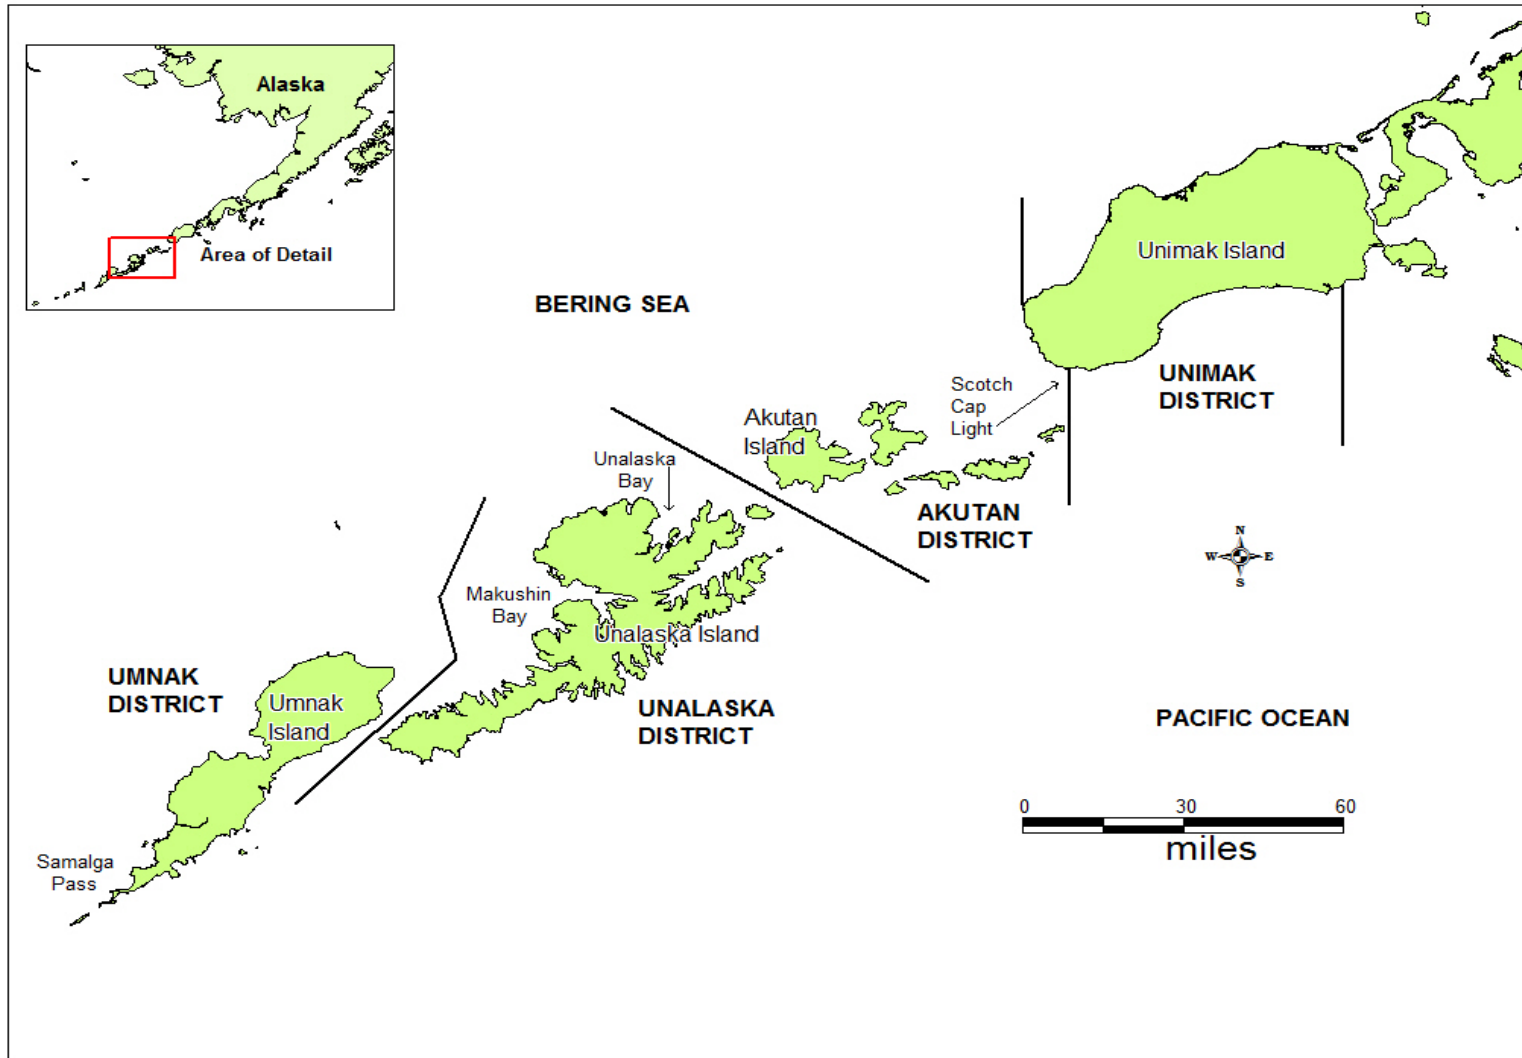 Alaska
Area of Detail
BERING SEA
Unimak Island
UNIMAK
DISTRICT
Scotch
Cap
Light
Akutan
Island
AKUTAN
DISTRICT
Unalaska
Bay
Makushin
Bay
Unalaska Island
UNALASKA
DISTRICT
UMNAK
DISTRICT
Umnak
Island
Samalga
Pass
N
W E
S
PACIFIC OCEAN
0 30 60
miles